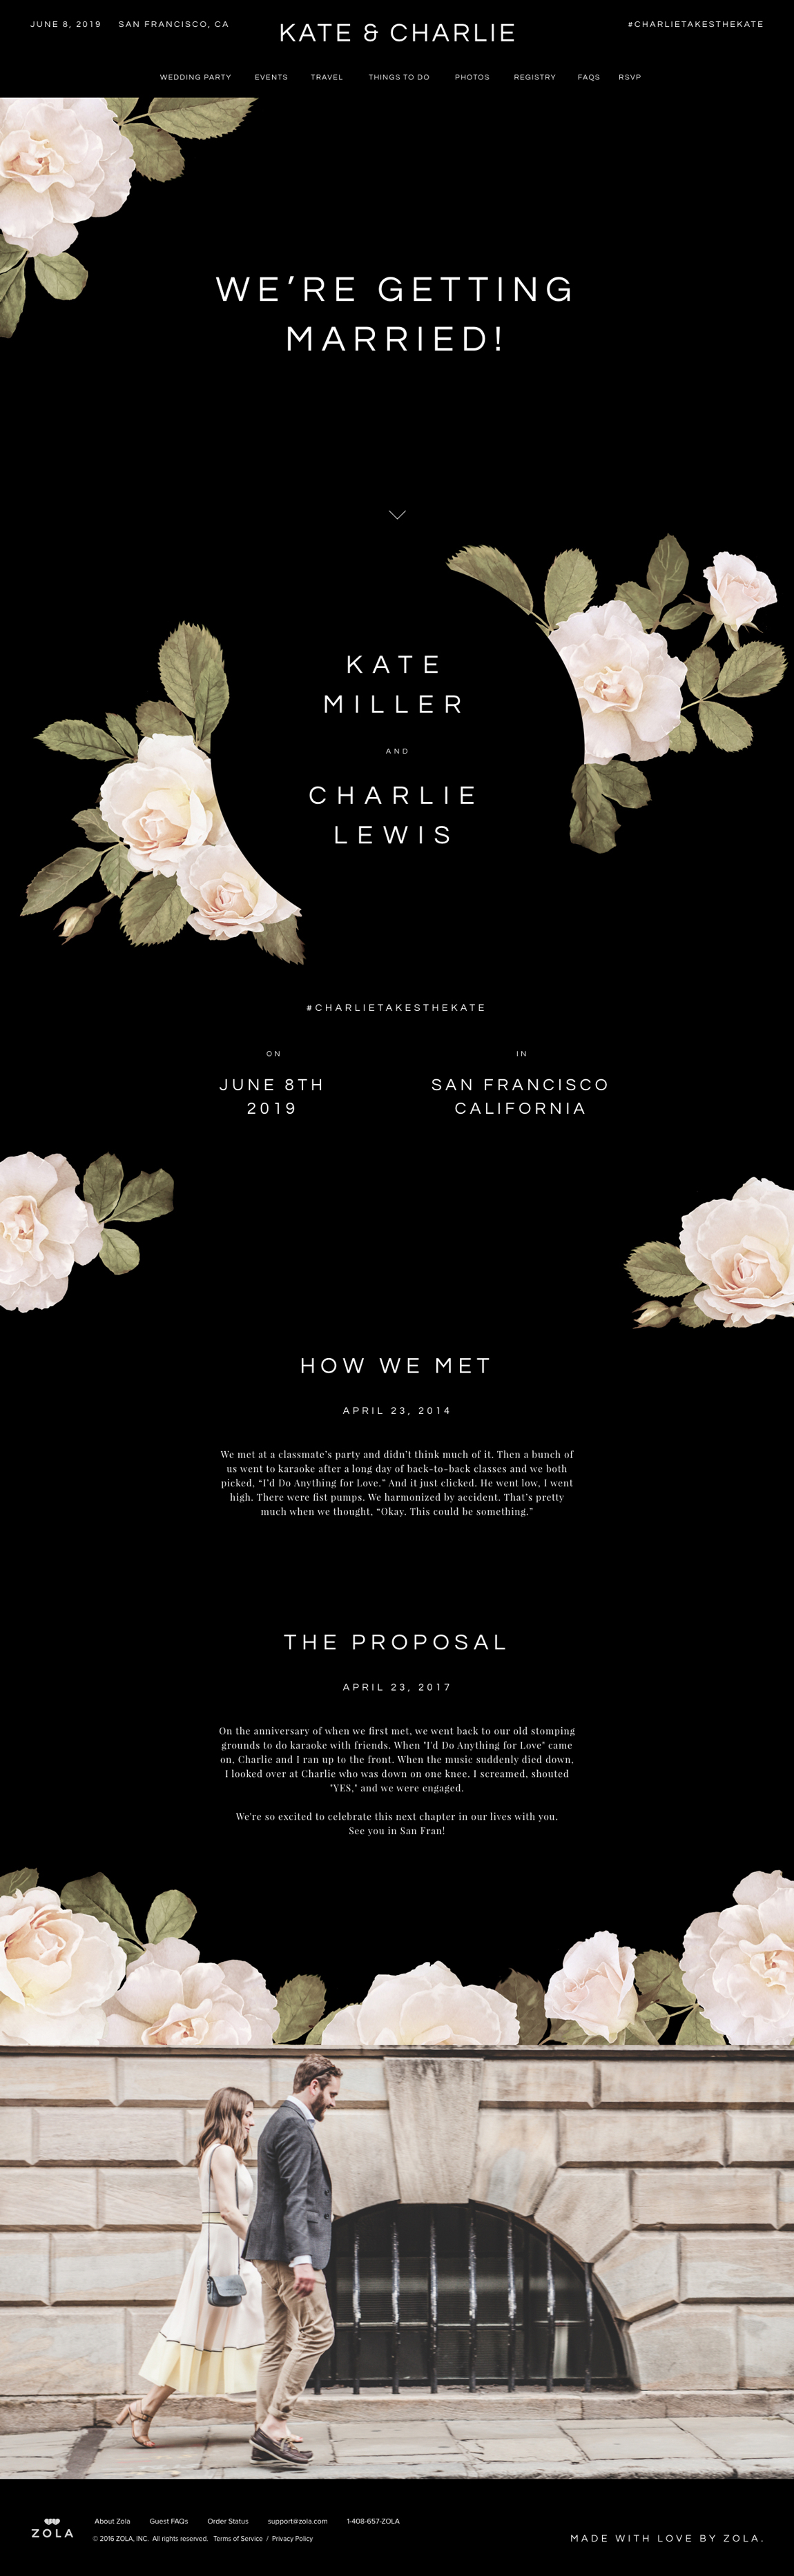 JUNE 8, 2019 SAN FRANCISCO, CA
KATE & CHARLIE
#CHARLIETAKESTHEKATE
WEDDING PARTY EVENTS TRAVEL THINGS TO DO PHOTOS REGISTRY FAQS RSVP
WE’RE GETTING
MARRIED!
KATE
MILLER
AND
CHARLIE
LEWIS
#CHARLIETAKESTHEKATE
ON
JUNE 8TH
2019
IN
SAN FRANCISCO
CALIFORNIA
HOW WE MET
APRIL 23, 2014
We met at a classmate’s party and didn’t think much of it. Then a bunch of
us went to karaoke after a long day of back-to-back classes and we both
picked, “I’d Do Anything for Love.” And it just clicked. He went low, I went
high. There were fist pumps. We harmonized by accident. That’s pretty
much when we thought, “Okay. This could be something.”
THE PROPOSAL
APRIL 23, 2017
On the anniversary of when we first met, we went back to our old stomping
grounds to do karaoke with friends. When "I'd Do Anything for Love" came
on, Charlie and I ran up to the front. When the music suddenly died down,
I looked over at Charlie who was down on one knee. I screamed, shouted
"YES," and we were engaged.
We're so excited to celebrate this next chapter in our lives with you.
See you in San Fran!
ZOLA
About Zola Guest FAQs Order Status support@zola.com 1-408-657-ZOLA
© 2016 ZOLA, INC. All rights reserved. Terms of Service / Privacy Policy
MADE WITH LOVE BY ZOLA.